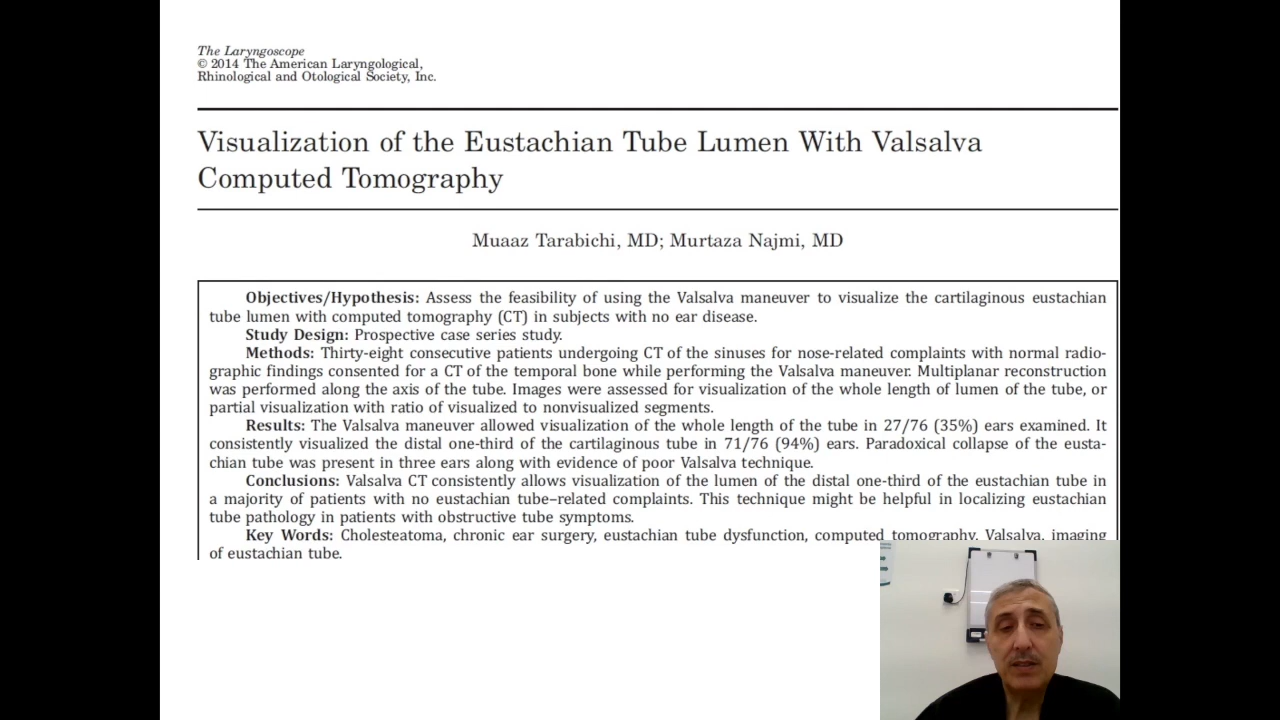 The Laryngoscope
© 2014 The American Laryngological,
Rhinological and Otological Society, Inc.
Visualization of the Eustachian Tube Lumen With Valsalva
Computed Tomography
Muaaz Tarabichi, MD; Murtaza Najmi, MD
Objectives/Hypothesis: Assess the feasibility of using the Valsalva maneuver to visualize the cartilaginous eustachian
tube lumen with computed tomography (CT) in subjects with no ear disease.
Study Design: Prospective case series study.
Methods: Thirty-eight consecutive patients undergoing CT of the sinuses for nose-related complaints with normal radio-
graphic findings consented for a CT of the temporal bone while performing the Valsalva maneuver. Multiplanar reconstruction
was performed along the axis of the tube. Images were assessed for visualization of the whole length of lumen of the tube, or
partial visualization with ratio of visualized to nonvisualized segments.
Results: The Valsalva maneuver allowed visualization of the whole length of the tube in 27/76 (35%) ears examined. It
consistently visualized the distal one-third of the cartilaginous tube in 71/76 (94%) ears. Paradoxical collapse of the eusta-
chian tube was present in three ears along with evidence of poor Valsalva technique.
Conclusions: Valsalva CT consistently allows visualization of the lumen of the distal one-third of the eustachian tube in
a majority of patients with no eustachian tube–related complaints. This technique might be helpful in localizing eustachian
tube pathology in patients with obstructive tube symptoms.
Key Words: Cholesteatoma, chronic ear surgery, eustachian tube dysfunction, computed tomography, Valsalva, imaging
of eustachian tube.